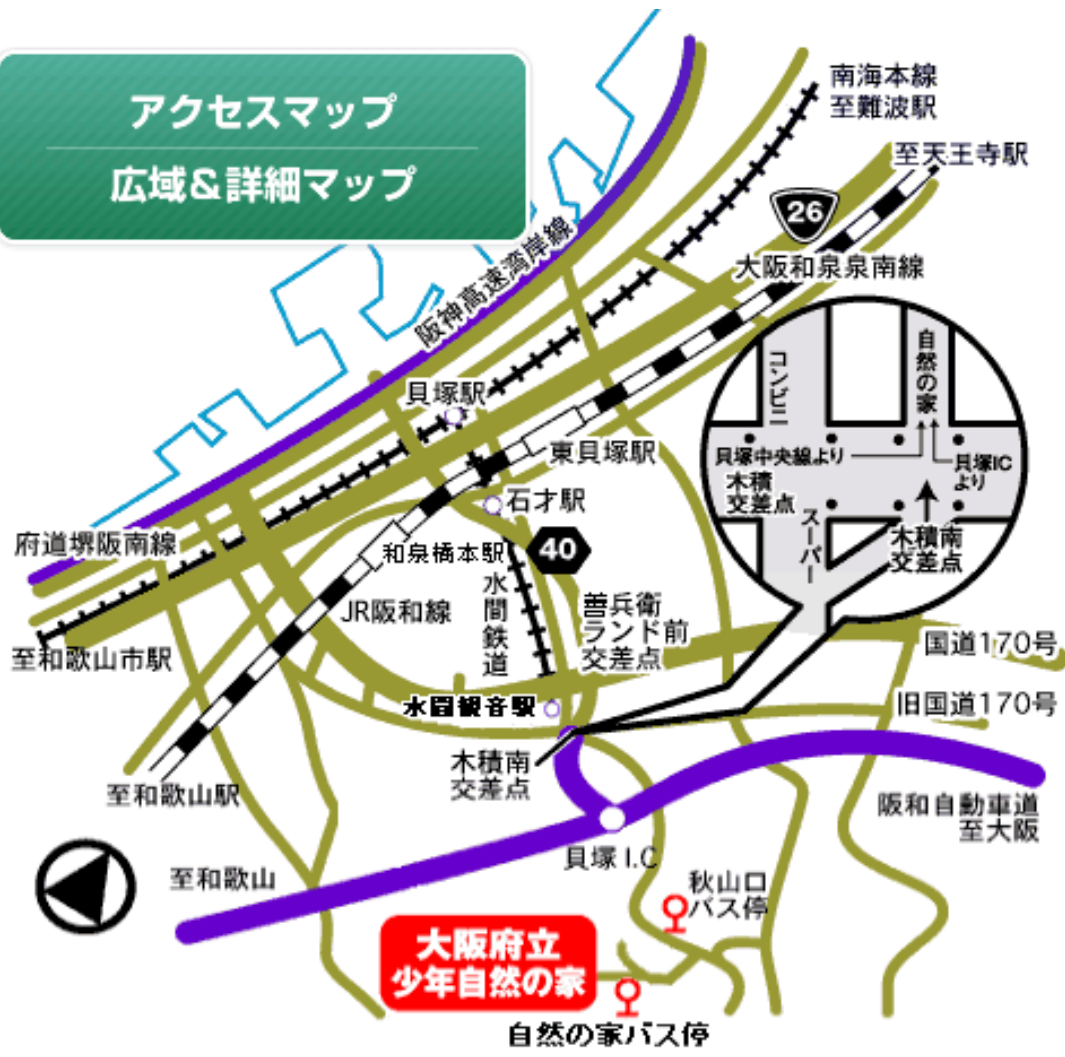 アクセスマップ
広域&詳細マップ
南海本線
至難波駅
至天王寺駅
26
大阪和泉泉南線
阪神高速湾岸線
貝塚駅
東貝塚駅
石才駅
和泉橋本駅
40
府道堺阪南線
JR阪和線
水間鉄道
善兵衛
ランド前
交差点
至和歌山市駅
コンビニ
自然の家
貝塚中央線より
貝塚IC
より
木積
交差点
スーパー
木積南
交差点
国道170号
旧国道170号
水間観音駅
木積南
交差点
至和歌山駅
阪和自動車道
至大阪
貝塚I.C
至和歌山
秋山口
バス停
大阪府立
少年自然の家
自然の家バス停